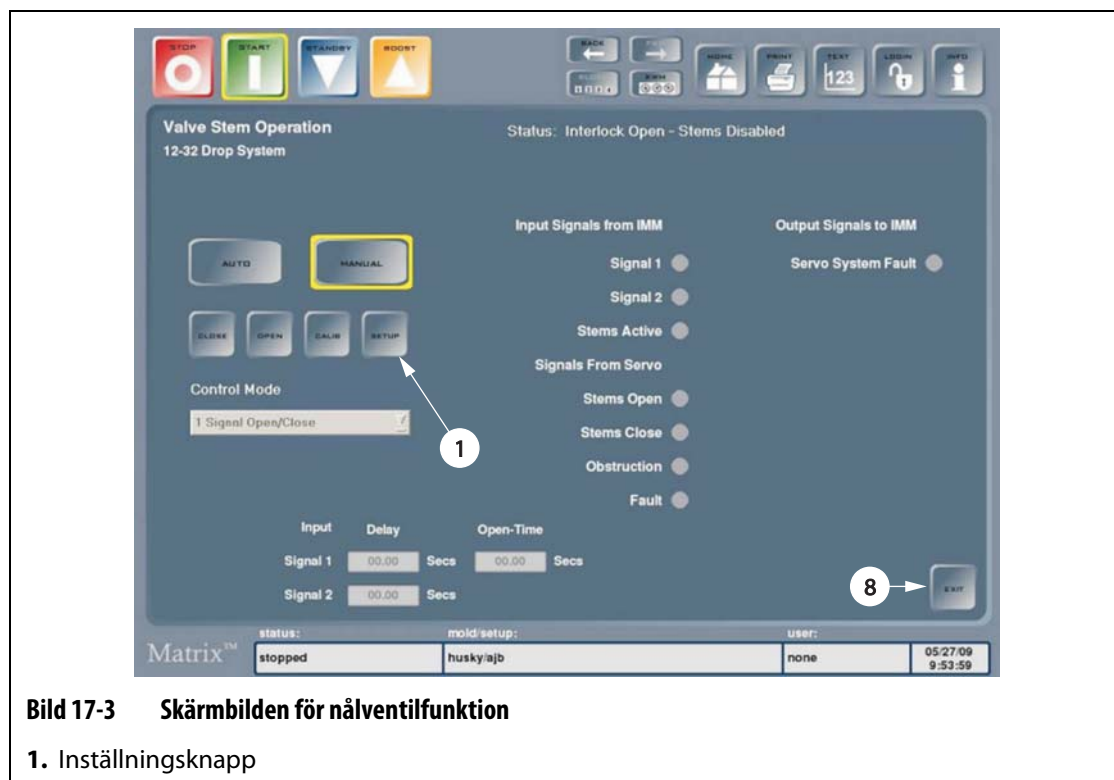 STOP START STANDBY BOOST BACK HOME PRINT TEXT LOGIN INFO
123
Valve Stem Operation Status: Interlock Open - Stems Disabled
12-32 Drop System
Input Signals from IMM Output Signals to IMM
AUTO MANUAL Signal 1 Servo System Fault
Signal 2
CLOSE OPEN CALIB SETUP Stems Active
Signals From Servo
Control Mode Stems Open
1 Signal Open/Close Stems Close
1
Obstruction
Fault
Input Delay Open-Time
Signal 1 00.00 Secs 00.00 Secs
8 EXIT
Signal 2 00.00 Secs
status: mold/setup: user:
Matrix™ stopped husky/ajb none 05/27/09
9:53:59
Bild 17-3 Skärmbilden för nålventilfunktion
1. Inställningsknapp